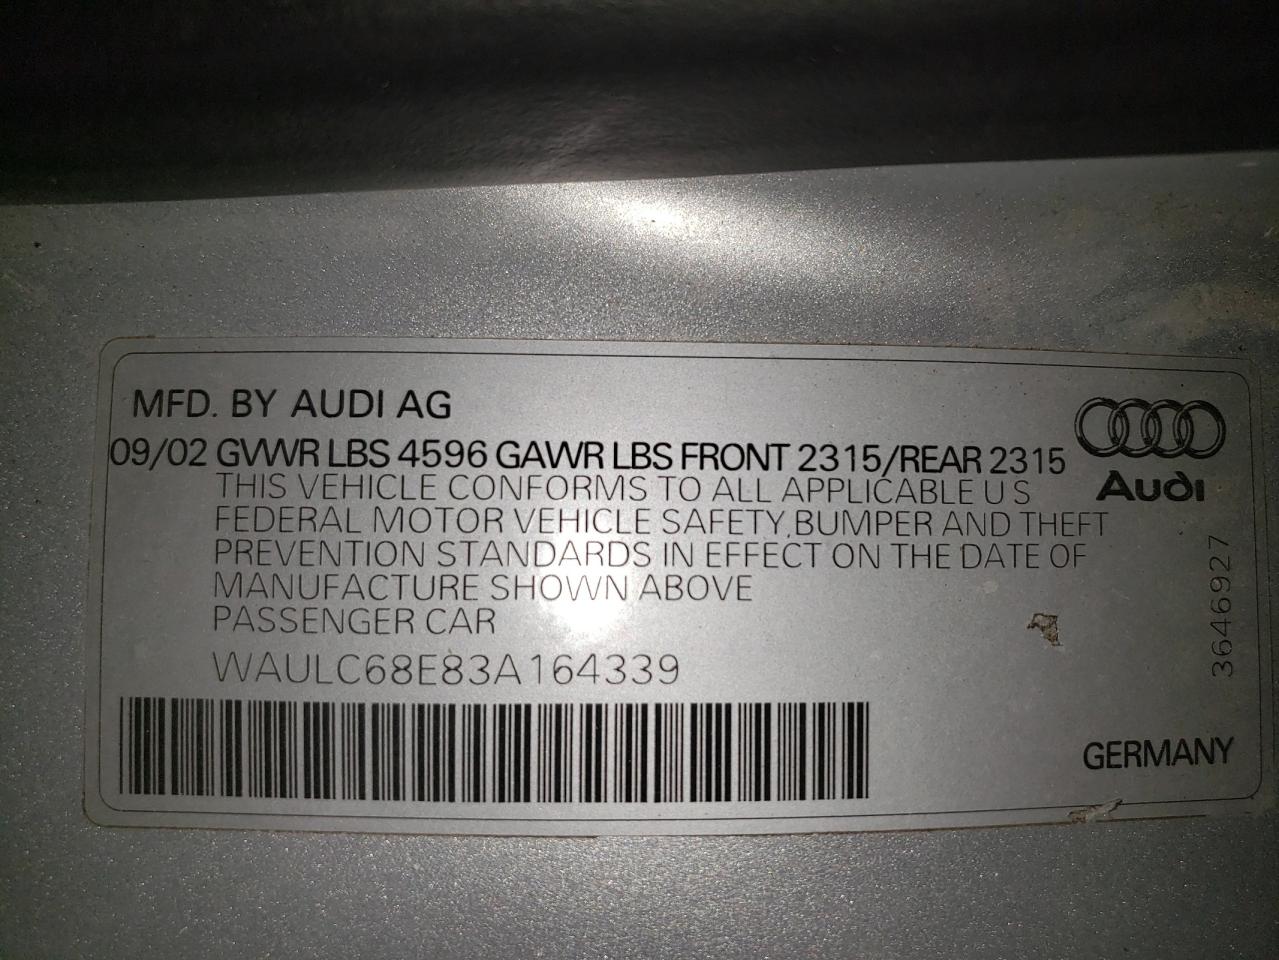 MFD. BY AUDI AG
09/02 GVWR LBS 4596 GAWR LBS FRONT 2315/REAR 2315
THIS VEHICLE CONFORMS TO ALL APPLICABLE U S
FEDERAL MOTOR VEHICLE SAFETY,BUMPER AND THEFT
PREVENTION STANDARDS IN EFFECT ON THE DATE OF
MANUFACTURE SHOWN ABOVE
PASSENGER CAR
WAULC68E83A164339
Audi
3646927
GERMANY